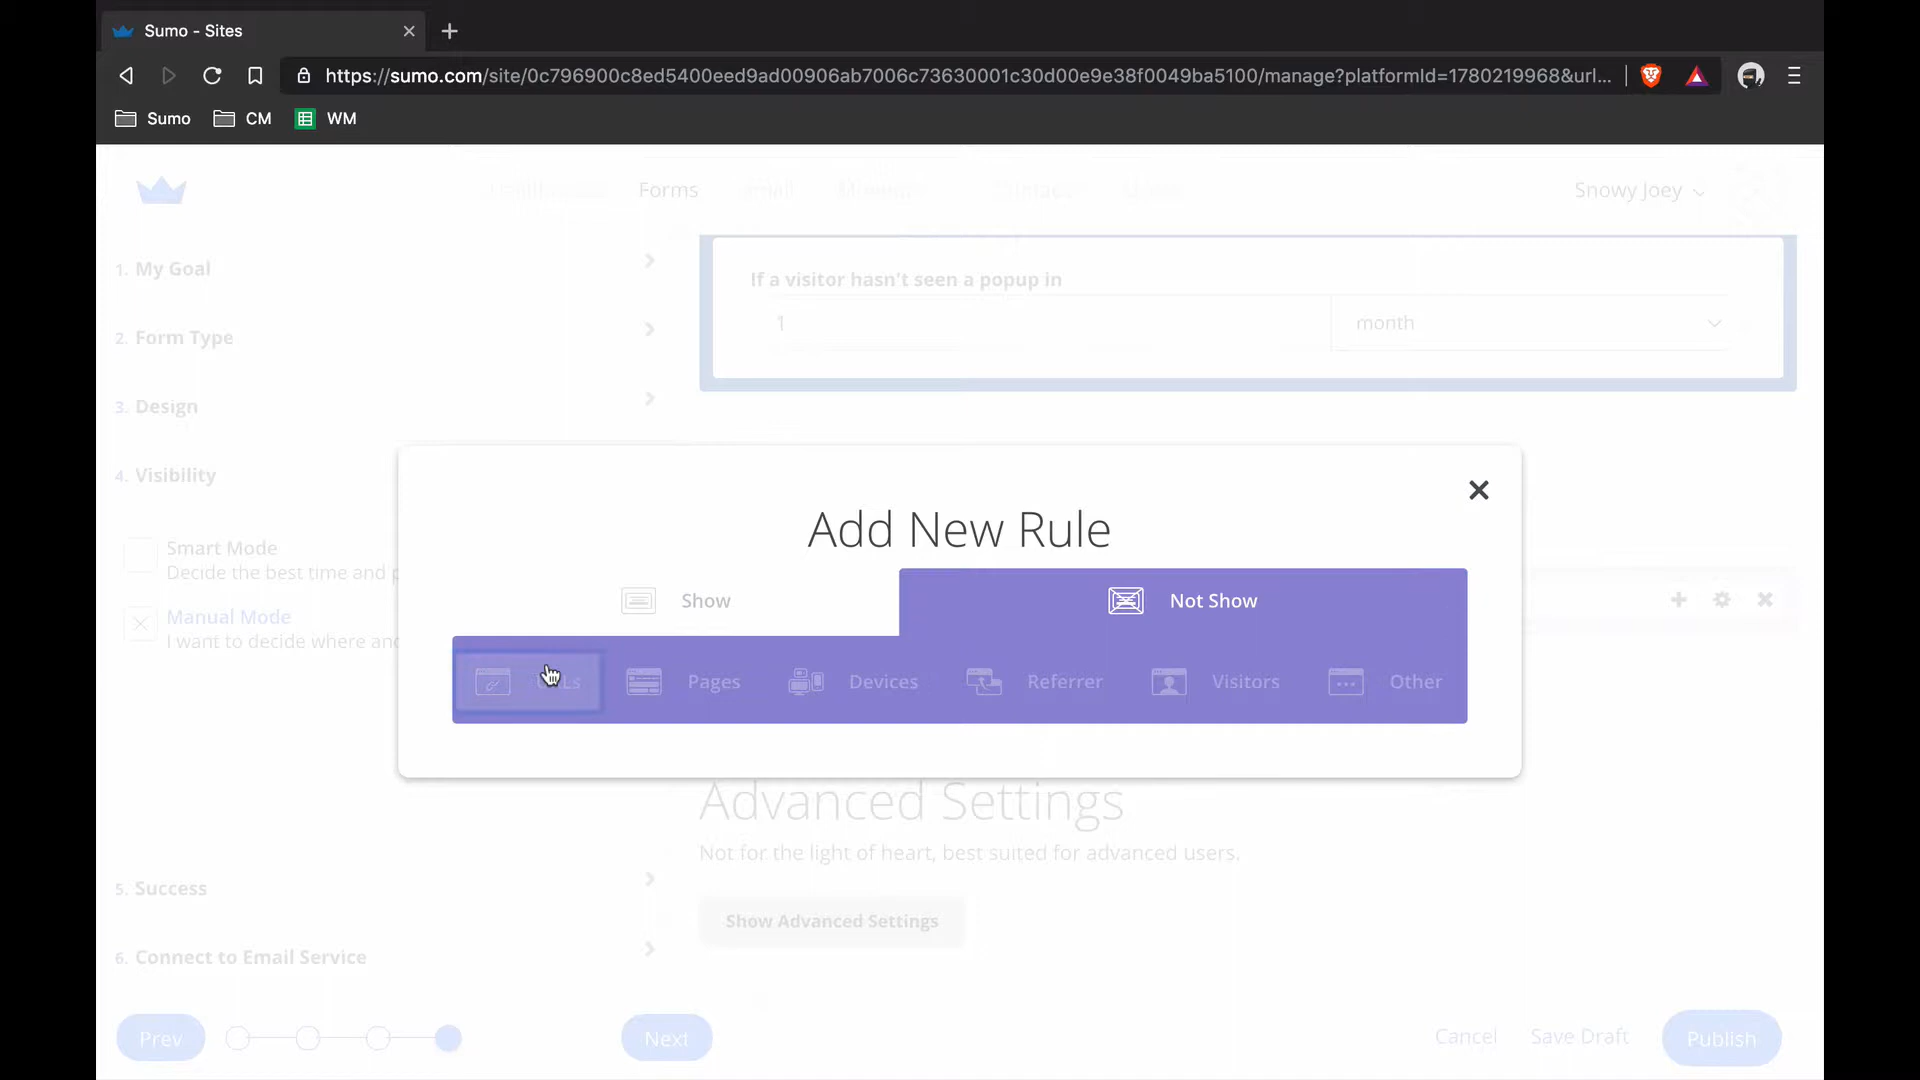 Sumo - Sites
https://sumo.com/site/0c796900c8ed5400eed9ad00906ab7006c73630001c30d00e9e38f0049ba5100/manage?platformId=1780219968&url...
Sumo
CM
WM
Forms
Snowy Joey
1. My Goal
If a visitor hasn't seen a popup in
1
month
2. Form Type
3. Design
4. Visibility
Add New Rule
Smart Mode
Decide the best time and
Manual Mode
I want to decide where and
Show
Not Show
Pages
Devices
Referrer
Visitors
Other
Advanced Settings
Not for the light of heart, best suited for advanced users.
Show Advanced Settings
5. Success
6. Connect to Email Service
Prev
Next
Cancel
Save Draft
Publish